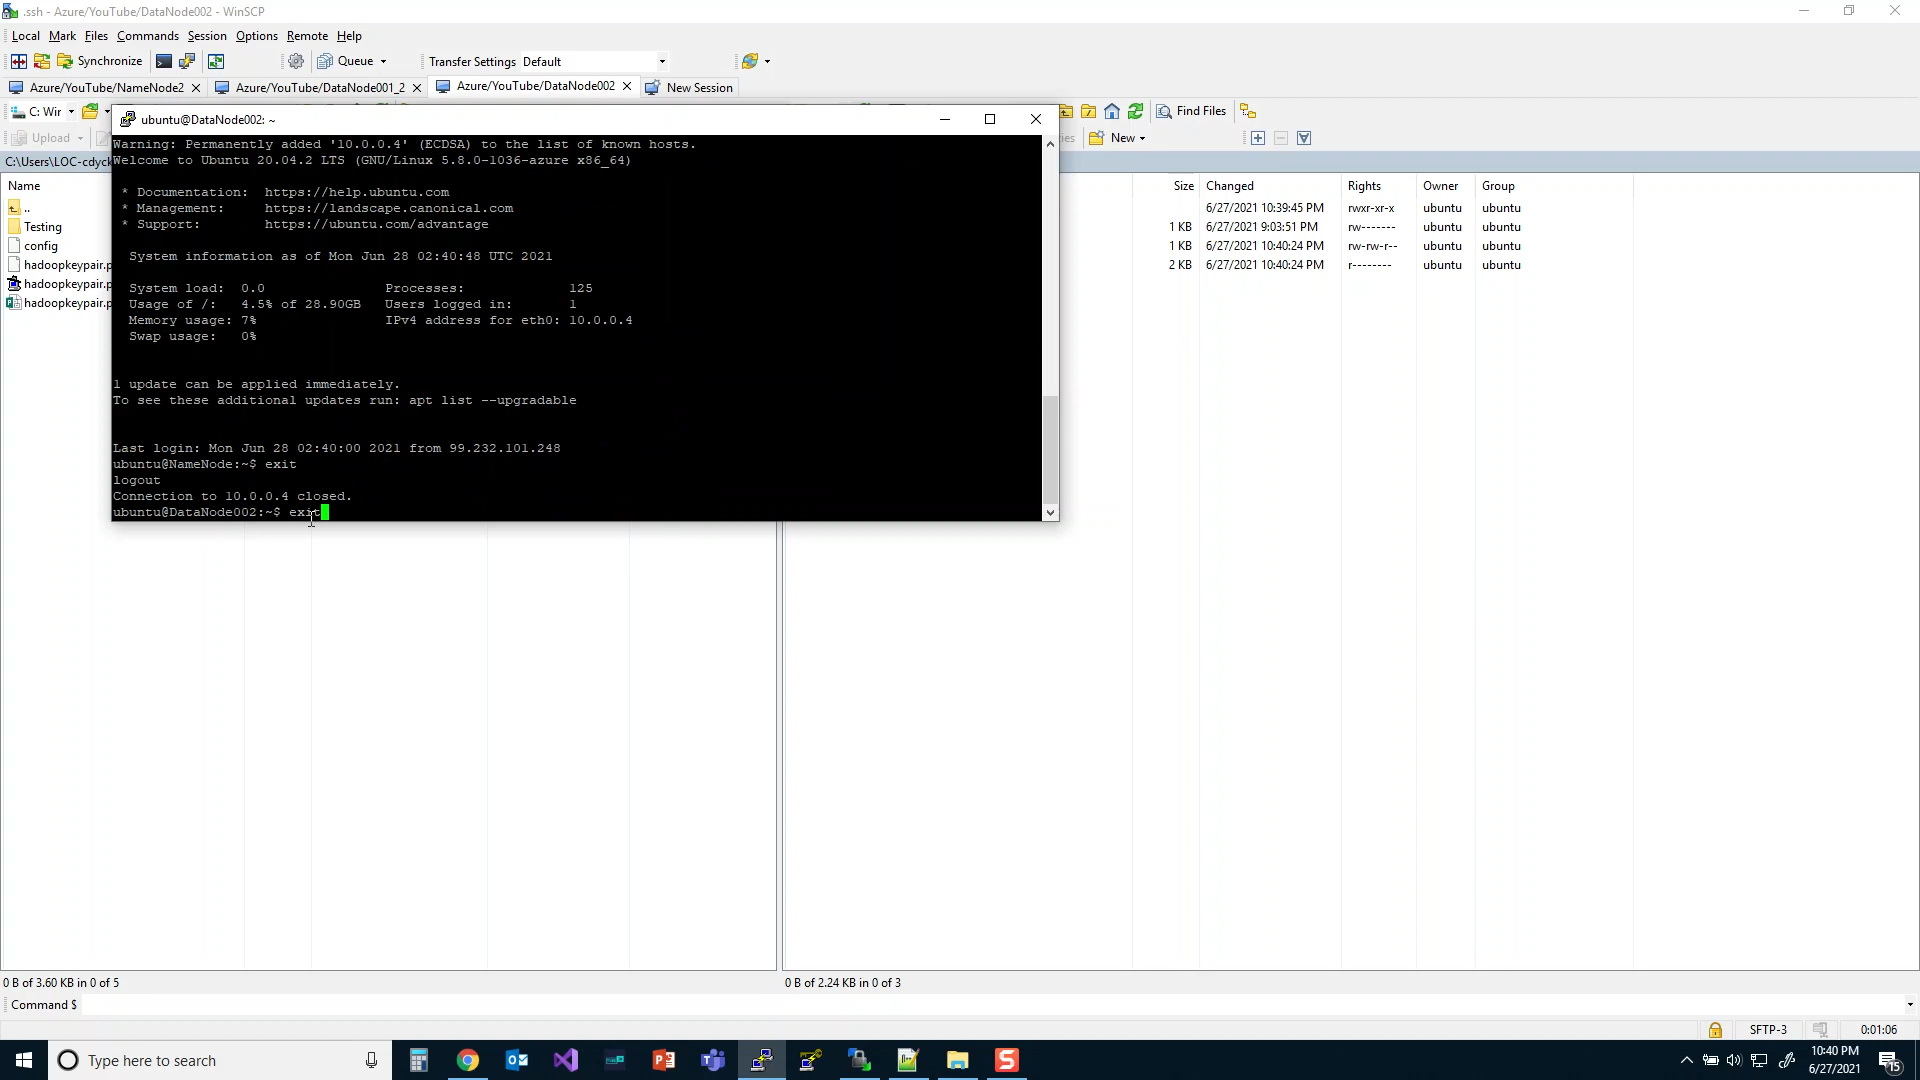 .ssh - Azure/YouTube/DataNode002 - WinSCP
Local Mark Files Commands Session Options Remote Help
Synchronize Queue Transfer Settings Default
Azure/YouTube/NameNode2 Azure/YouTube/DataNode001_2 Azure/YouTube/DataNode002 New Session
C: Wir Find Files
Upload New
C:\Users\LOC-cdyck
Name
..
Testing
config
hadoopkeypair.p
hadoopkeypair.p
hadoopkeypair.p
ubuntu@DataNode002: ~
Warning: Permanently added '10.0.0.4' (ECDSA) to the list of known hosts.
Welcome to Ubuntu 20.04.2 LTS (GNU/Linux 5.8.0-1036-azure x86_64)
* Documentation: https://help.ubuntu.com
* Management: https://landscape.canonical.com
* Support: https://ubuntu.com/advantage
System information as of Mon Jun 28 02:40:48 UTC 2021
System load: 0.0 Processes: 125
Usage of /: 4.5% of 28.90GB Users logged in: 1
Memory usage: 7% IPv4 address for eth0: 10.0.0.4
Swap usage: 0%
1 update can be applied immediately.
To see these additional updates run: apt list --upgradable
Last login: Mon Jun 28 02:40:00 2021 from 99.232.101.248
ubuntu@NameNode:~$ exit
logout
Connection to 10.0.0.4 closed.
ubuntu@DataNode002:~$ exit
Size Changed Rights Owner Group
6/27/2021 10:39:45 PM rwxr-xr-x ubuntu ubuntu
1 KB 6/27/2021 9:03:51 PM rw------- ubuntu ubuntu
1 KB 6/27/2021 10:40:24 PM rw-rw-r-- ubuntu ubuntu
2 KB 6/27/2021 10:40:24 PM r-------- ubuntu ubuntu
0 B of 3.60 KB in 0 of 5
0 B of 2.24 KB in 0 of 3
Command $
SFTP-3 0:01:06
Type here to search
10:40 PM
6/27/2021
15